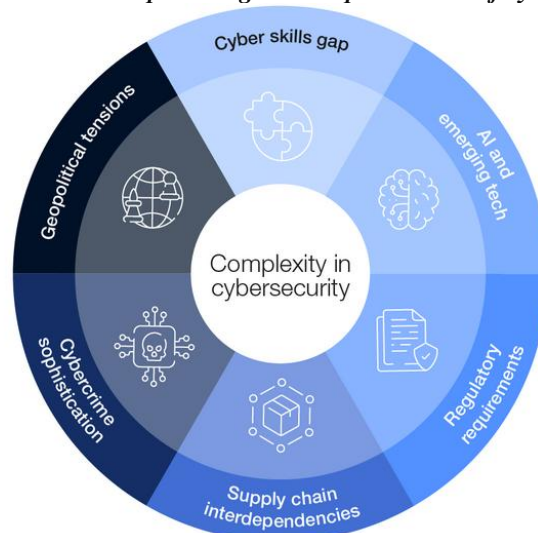 Cyber skills gap
AI and
emerging tech
Regulatory
requirements
Supply chain
interdependencies
Cybercrime
sophistication
Geopolitical tensions
Complexity in
cybersecurity